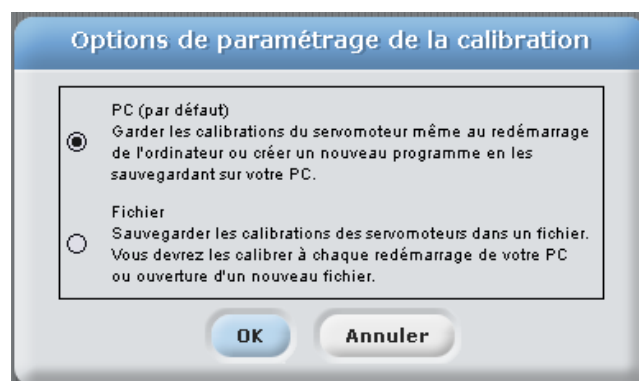 Options de paramétrage de la calibration
PC (par défaut)
Garder les calibrations du servomoteur même au redémarrage
de l'ordinateur ou créer un nouveau programme en les
sauvegardant sur votre PC.
Fichier
Sauvegarder les calibrations des servomoteurs dans un fichier.
Vous devrez les calibrer à chaque redémarrage de votre PC
ou ouverture d'un nouveau fichier.
OK
Annuler